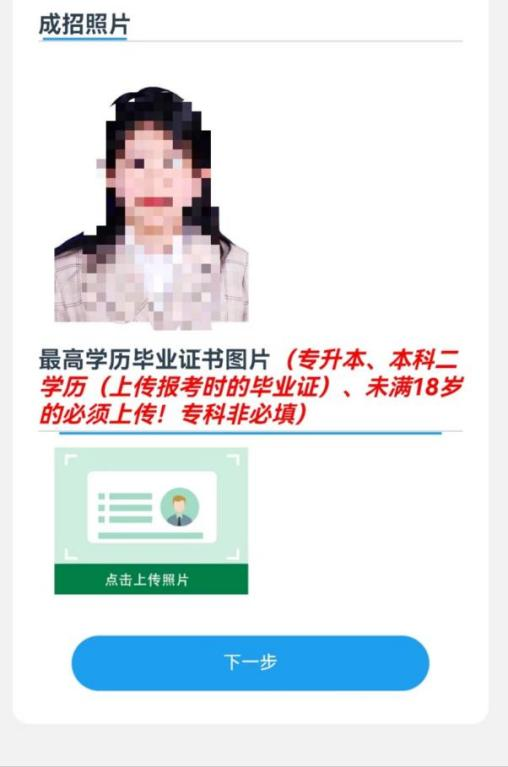 成招照片
最高学历毕业证书图片（专升本、本科二
学历（上传报考时的毕业证）、未满18岁
的必须上传！专科非必填）
点击上传照片
下一步